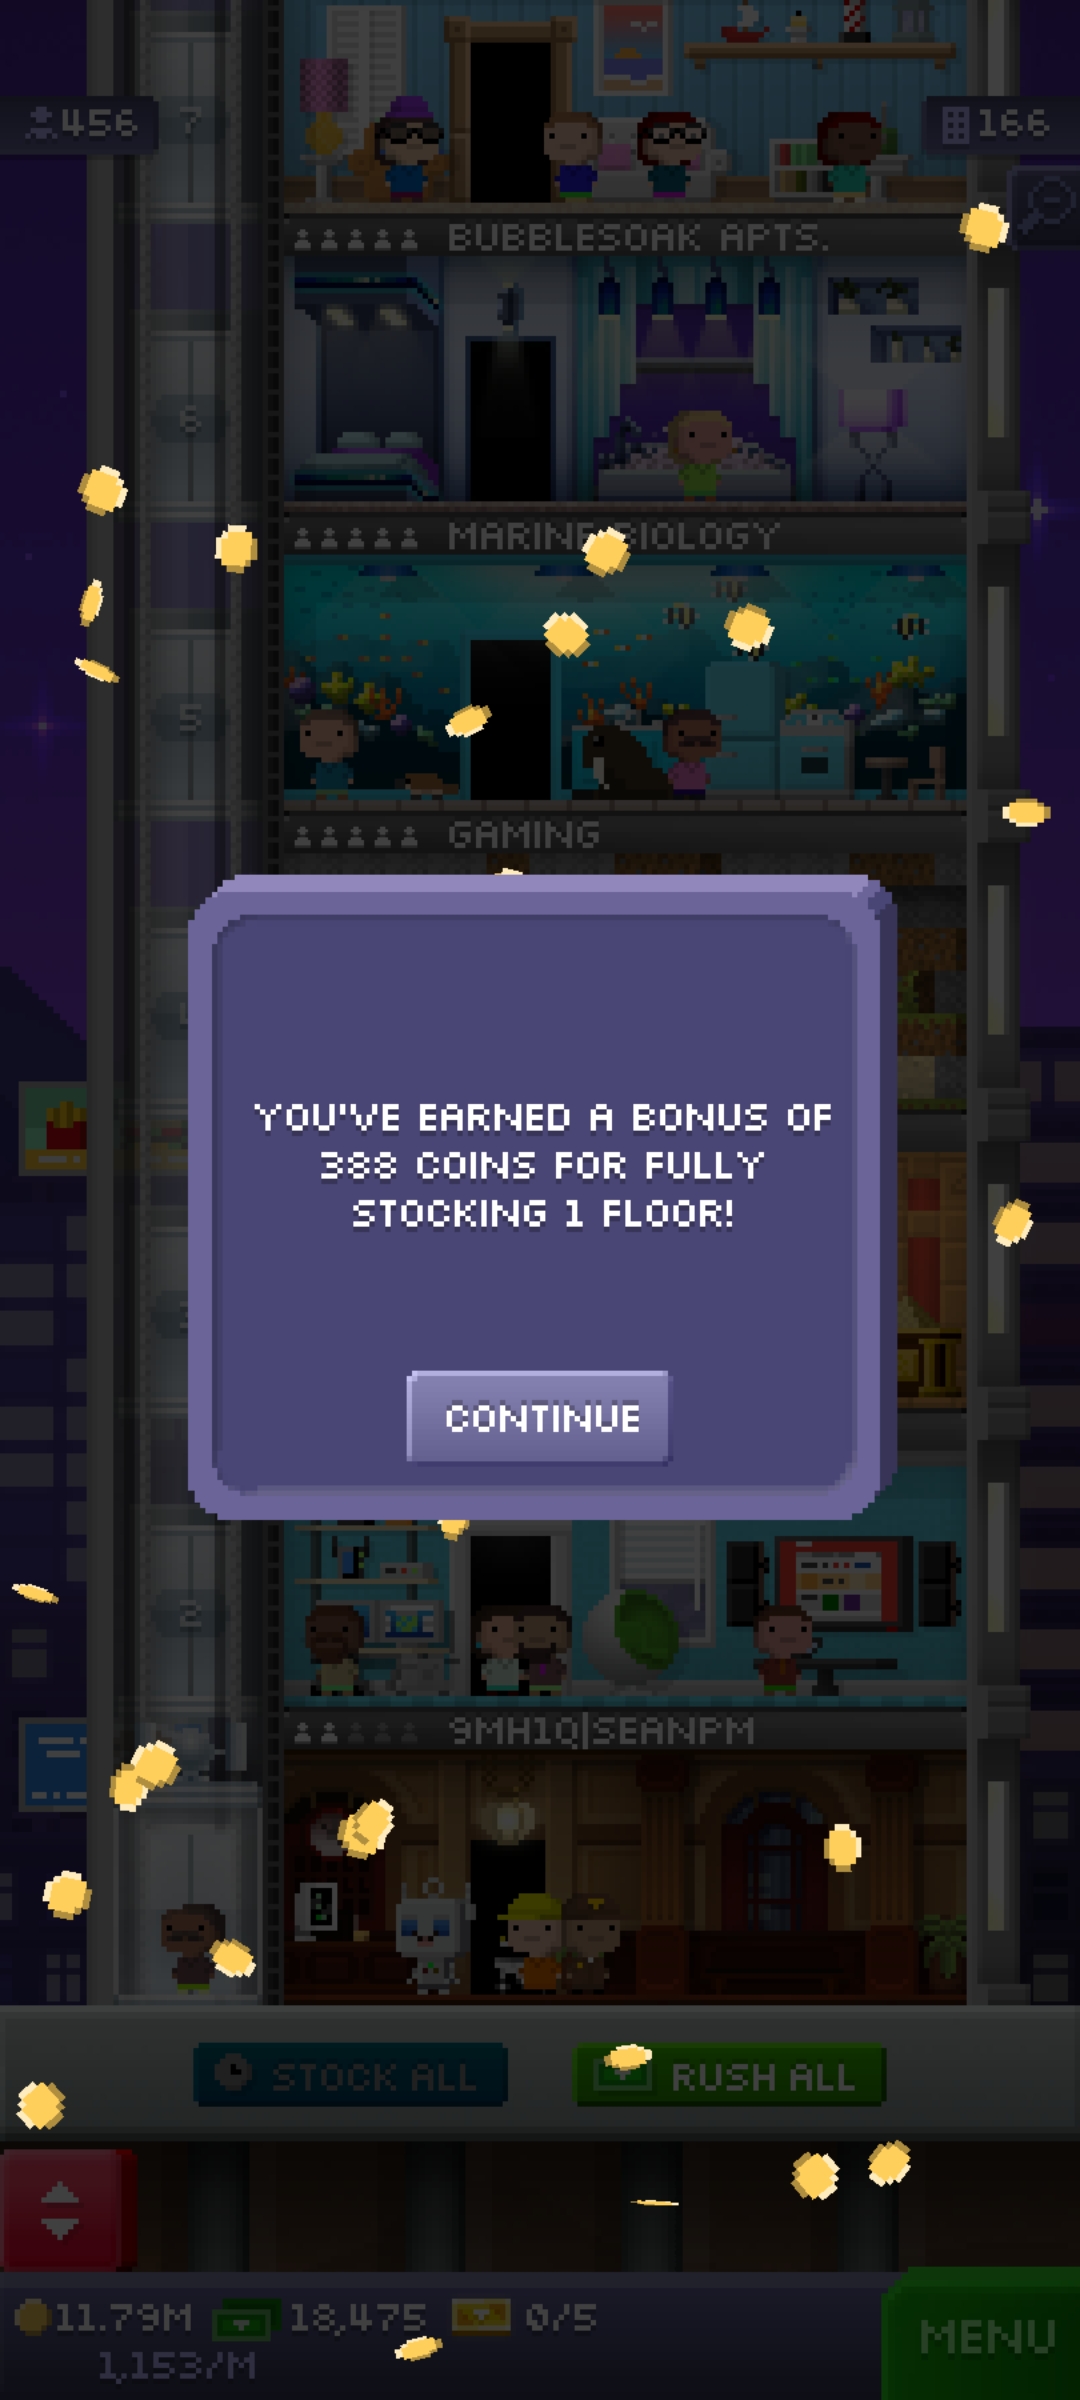 456
7
166
BUBBLESOAK APTS.
6
MARINE BIOLOGY
5
GAMING
YOU'VE EARNED A BONUS OF
388 COINS FOR FULLY
STOCKING 1 FLOOR!
CONTINUE
2
9MH1Q|SEANPM
STOCK ALL
RUSH ALL
11.79M
18,475
0/5
1,153/M
MENU